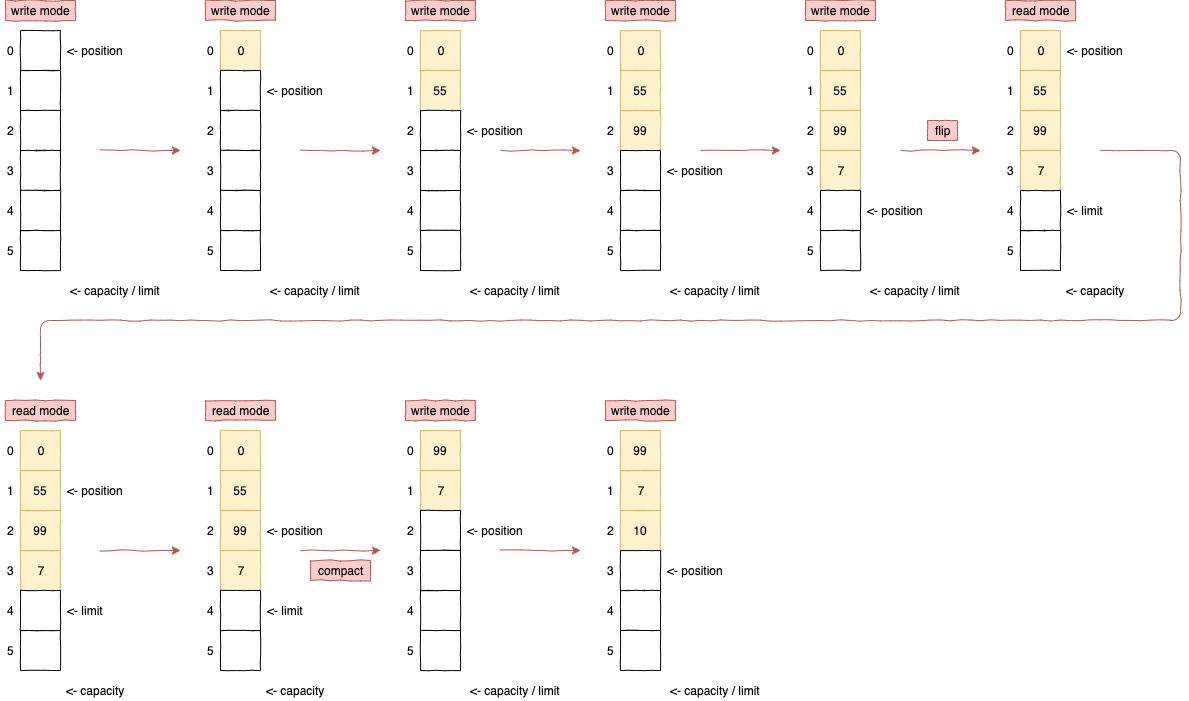 write mode write mode write mode write mode write mode read mode
0 <- position 0 0 0 0 0 0 0 0 0 0 <- position
1 1 <- position 1 55 1 55 1 55 1 55
2 2 2 <- position 2 99 2 99 flip 2 99
3 3 3 3 <- position 3 7 3 7
4 4 4 4 4 <- position 4 <- limit
5 5 5 5 5 5
<- capacity / limit <- capacity / limit <- capacity / limit <- capacity / limit <- capacity / limit <- capacity
read mode read mode write mode write mode
0 0 0 0 0 99 0 99
1 55 <- position 1 55 1 7 1 7
2 99 2 99 <- position 2 <- position 2 10
3 7 3 7 compact 3 3 <- position
4 <- limit 4 <- limit 4 4
5 5 5 5
<- capacity <- capacity <- capacity / limit <- capacity / limit